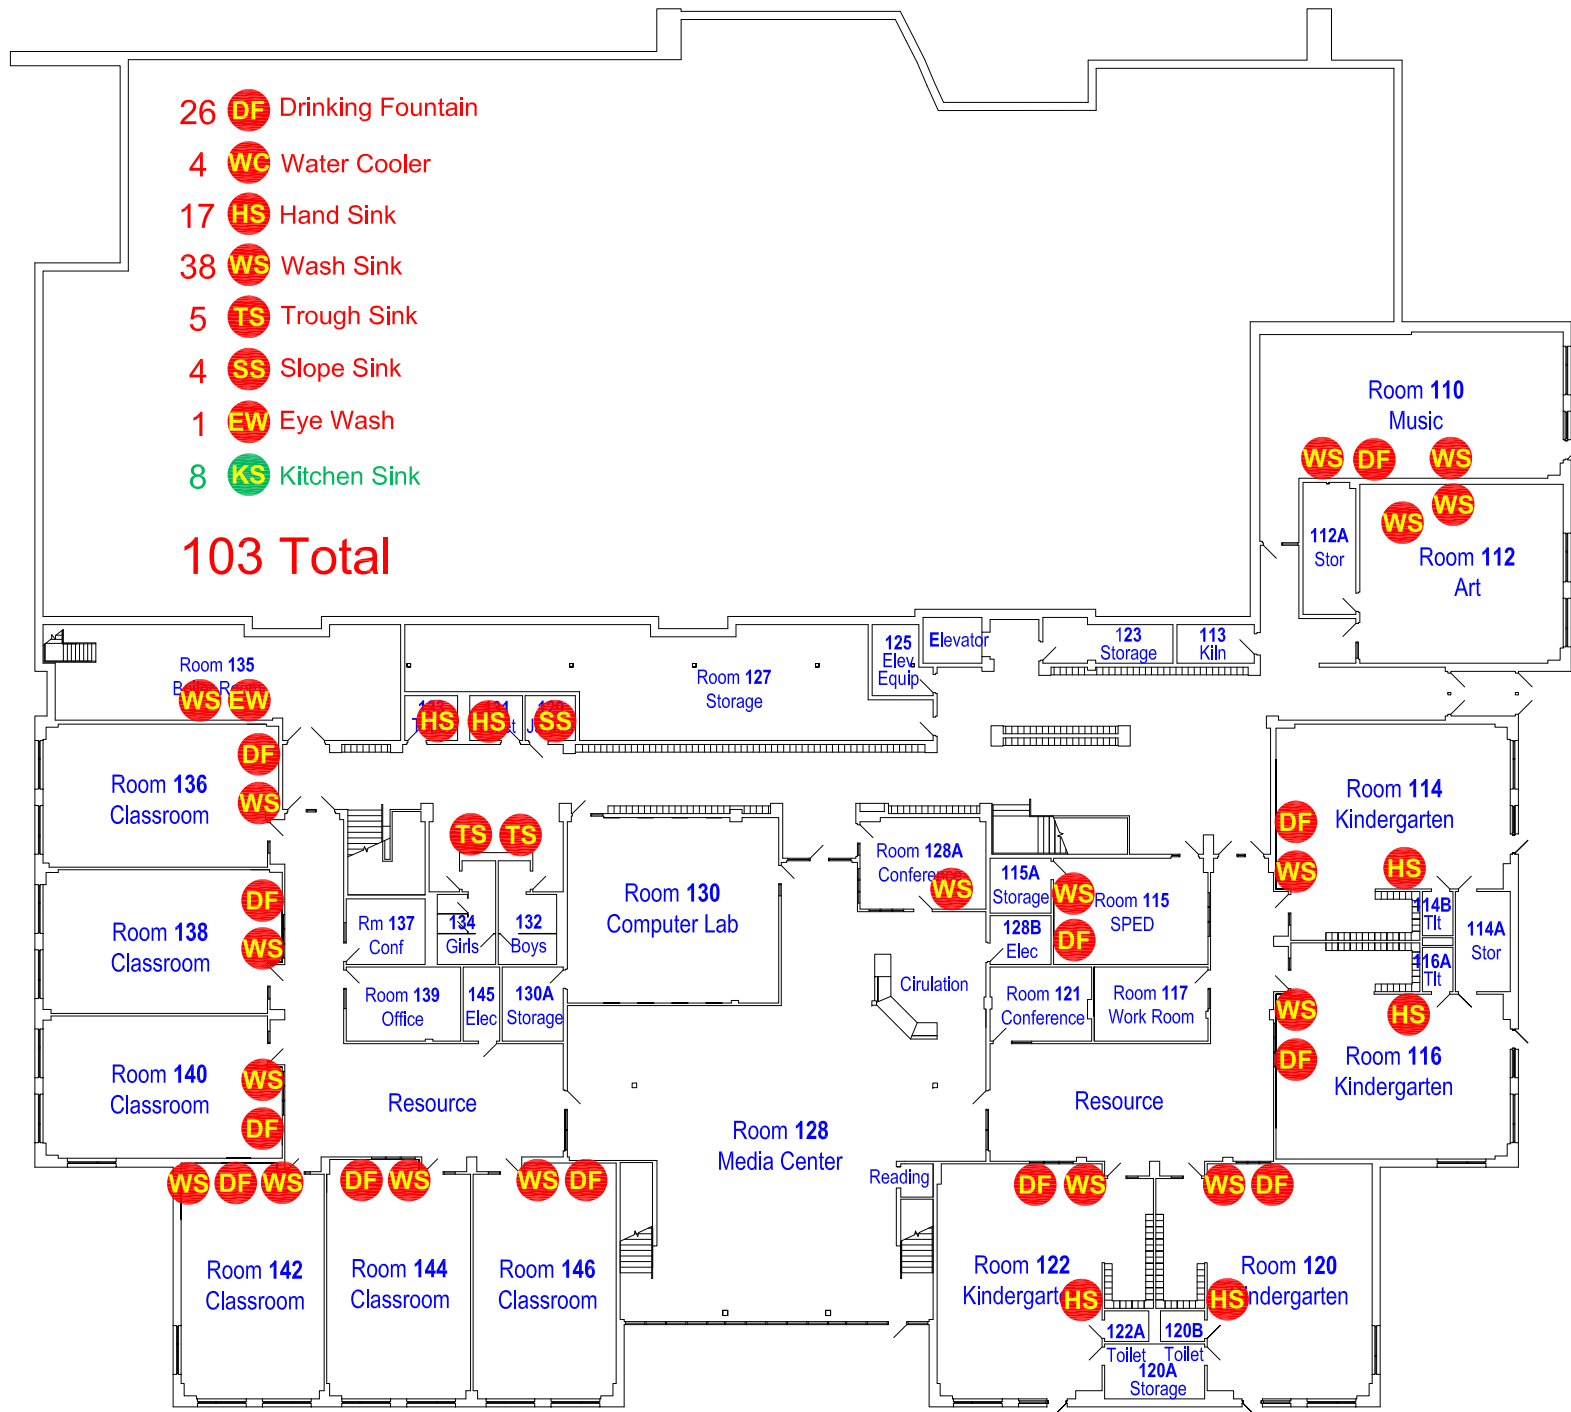 26 DF Drinking Fountain
4 WC Water Cooler
17 HS Hand Sink
38 WS Wash Sink
5 TS Trough Sink
4 SS Slope Sink
1 EW Eye Wash
8 KS Kitchen Sink
103 Total
Room 110
Music
WS DF WS
WS WS
112A
Stor
Room 112
Art
Elevator
125
Elev
Equip
123
Storage
113
Kiln
Room 135
WS EW
Room 127
Storage
HS HS SS
DF
Room 136
Classroom
WS
TS TS
Room 114
Kindergarten
DF
WS
HS
Room 128A
Conference
WS
115A
Storage
WS
Room 115
SPED
DF
128B
Elec
Room 130
Computer Lab
DF
Room 138
Classroom
WS
Rm 137
Conf
134
Girls
132
Boys
114B
Tlt
114A
Stor
116A
Tlt
Room 139
Office
145
Elec
130A
Storage
Cirulation
Room 121
Conference
Room 117
Work Room
WS
HS
DF
Room 116
Kindergarten
Room 140
Classroom
WS
DF
Resource
Resource
Room 128
Media Center
Reading
WS DF WS
DF WS
WS DF
DF WS
WS DF
Room 142
Classroom
Room 144
Classroom
Room 146
Classroom
Room 122
HS
Room 120
HS
122A
Toilet
120B
Toilet
120A
Storage